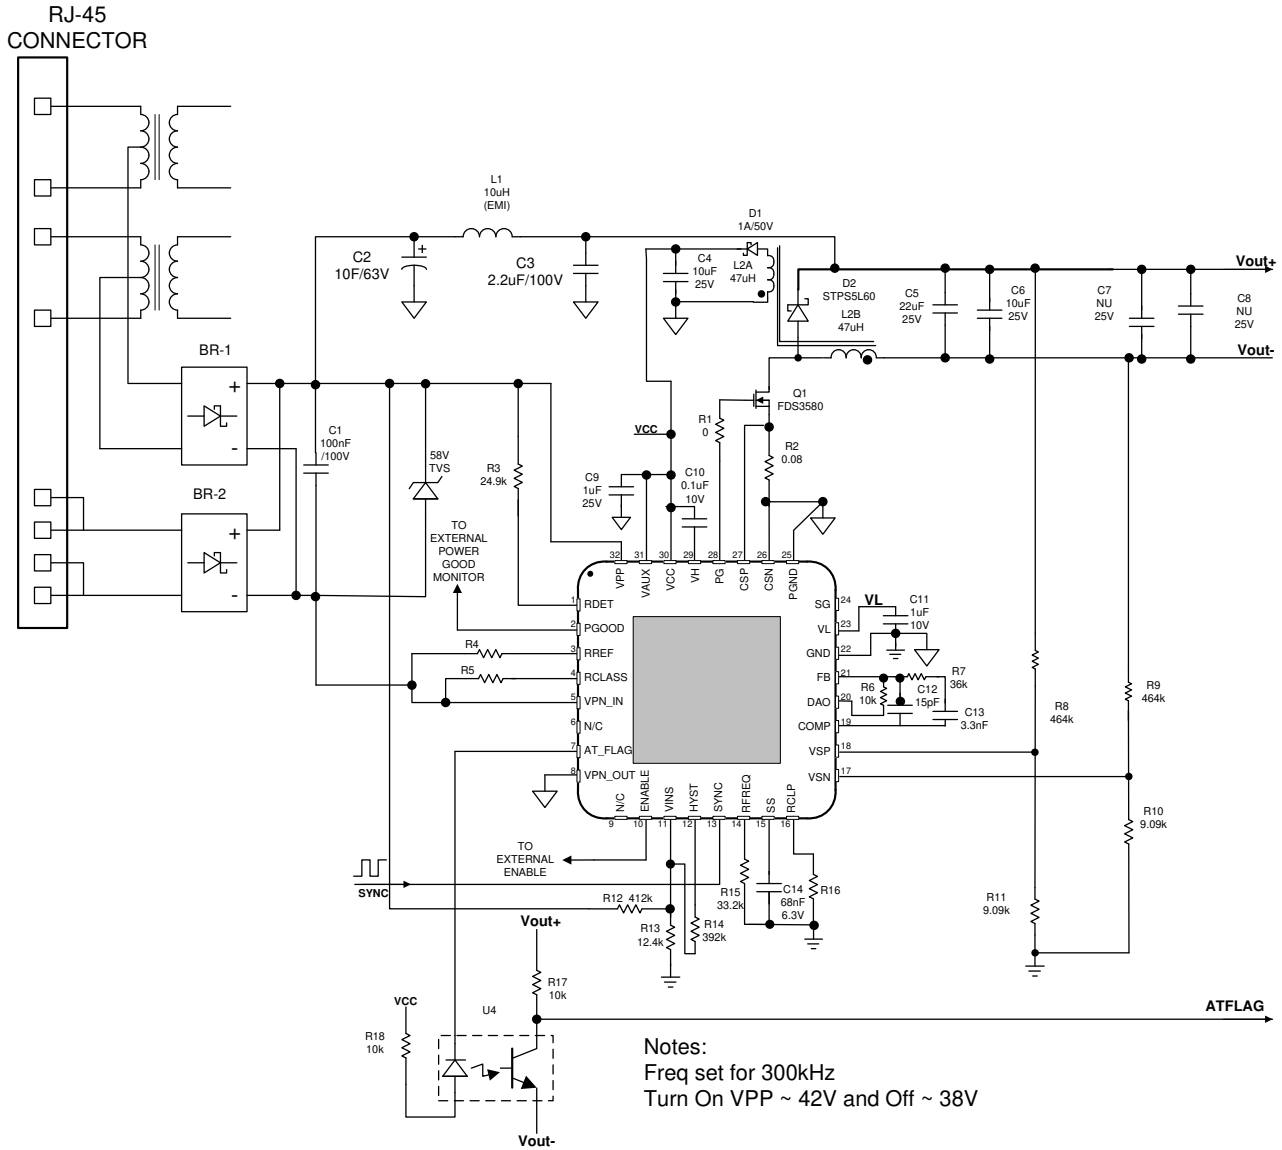 RJ-45
CONNECTOR
L1
10uH
(EMI)
C2
10F/63V
C3
2.2uF/100V
D1
1A/50V
C4
10uF
25V
L2A
47uH
D2
STPS5L60
L2B
47uH
C5
22uF
25V
C6
10uF
25V
C7
NU
25V
C8
NU
25V
Vout+
Vout-
BR-1
+
-
BR-2
+
-
C1
100nF
/100V
58V
TVS
R3
24.9k
VCC
C9
1uF
25V
C10
0.1uF
10V
R1
0
Q1
FDS3580
R2
0.08
TO
EXTERNAL
POWER
GOOD
MONITOR
32
31
30
29
28
27
26
25
VPP
VAUX
VCC
VH
PG
CSP
CSN
PGND
1
RDET
2
PGOOD
3
RREF
4
RCLASS
5
VPN_IN
6
N/C
7
AT_FLAG
8
VPN_OUT
R4
R5
SG
24
VL
23
GND
22
FB
21
DAO
20
COMP
19
VSP
18
VSN
17
VL
C11
1uF
10V
R6
10k
C12
15pF
R7
36k
C13
3.3nF
R8
464k
R9
464k
R10
9.09k
R11
9.09k
N/C
ENABLE
VINS
HYST
SYNC
RFREQ
SS
RCLP
9
10
11
12
13
14
15
16
TO
EXTERNAL
ENABLE
SYNC
R12 412k
R13
12.4k
R14
392k
R15
33.2k
C14
68nF
6.3V
R16
Vout+
R17
10k
VCC
R18
10k
U4
Vout-
ATFLAG
Notes:
Freq set for 300kHz
Turn On VPP ~ 42V and Off ~ 38V